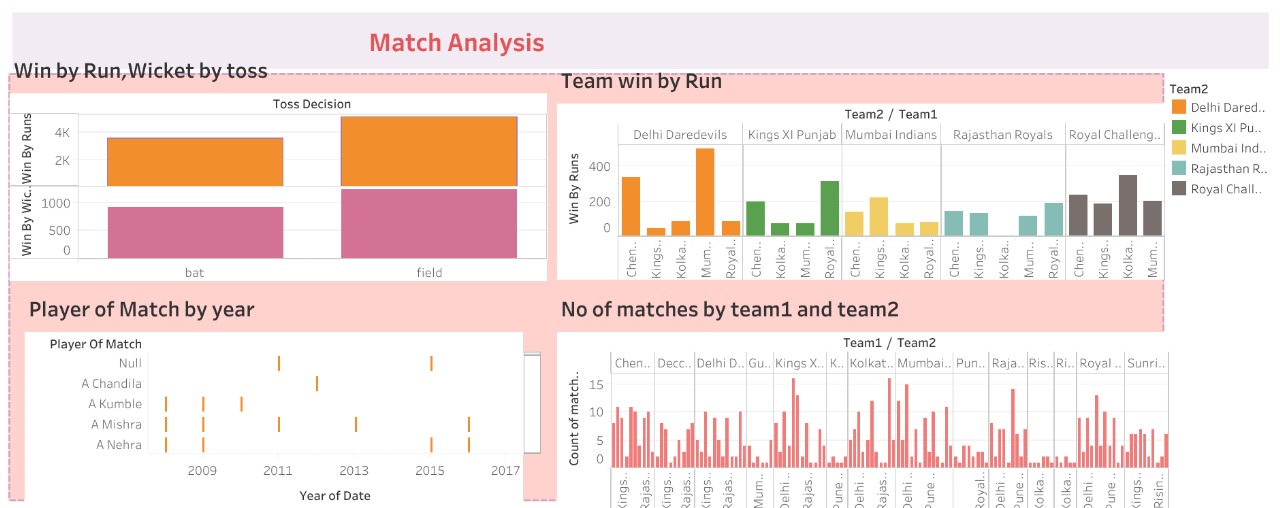 Match Analysis
Win by Run,Wicket by toss
Toss Decision
Win By Runs
4K
2K
Win By Wic..
1000
500
0
bat
field
Team win by Run
Team2 / Team1
Delhi Daredevils
Kings XI Punjab
Mumbai Indians
Rajasthan Royals
Royal Challeng..
Win By Runs
400
200
0
Chen..
Kings..
Kolka..
Mum..
Royal..
Chen..
Kolka..
Mum..
Royal..
Chen..
Kings..
Kolka..
Royal..
Chen..
Kings..
Kolka..
Mum..
Royal..
Chen..
Kings..
Kolka..
Mum..
Team2
Delhi Dared..
Kings XI Pu..
Mumbai Ind..
Rajasthan R..
Royal Chall..
Player of Match by year
Player Of Match
Null
A Chandila
A Kumble
A Mishra
A Nehra
2009
2011
2013
2015
2017
Year of Date
No of matches by team1 and team2
Team1 / Team2
Chen..
Decc..
Delhi D..
Gu..
Kings X..
K..
Kolkat..
Mumbai..
Pun..
Raja..
Ris..
Ri..
Royal ..
Sunri..
Count of match..
15
10
5
0
Kings..
Rajas..
Kings..
Rajas..
Kings..
Rajas..
Mum..
Delhi ..
Rajas..
Pune ..
Delhi ..
Rajas..
Delhi ..
Pune ..
Royal..
Delhi ..
Pune ..
Kolka..
Kolka..
Delhi ..
Pune ..
Kings..
Risin..